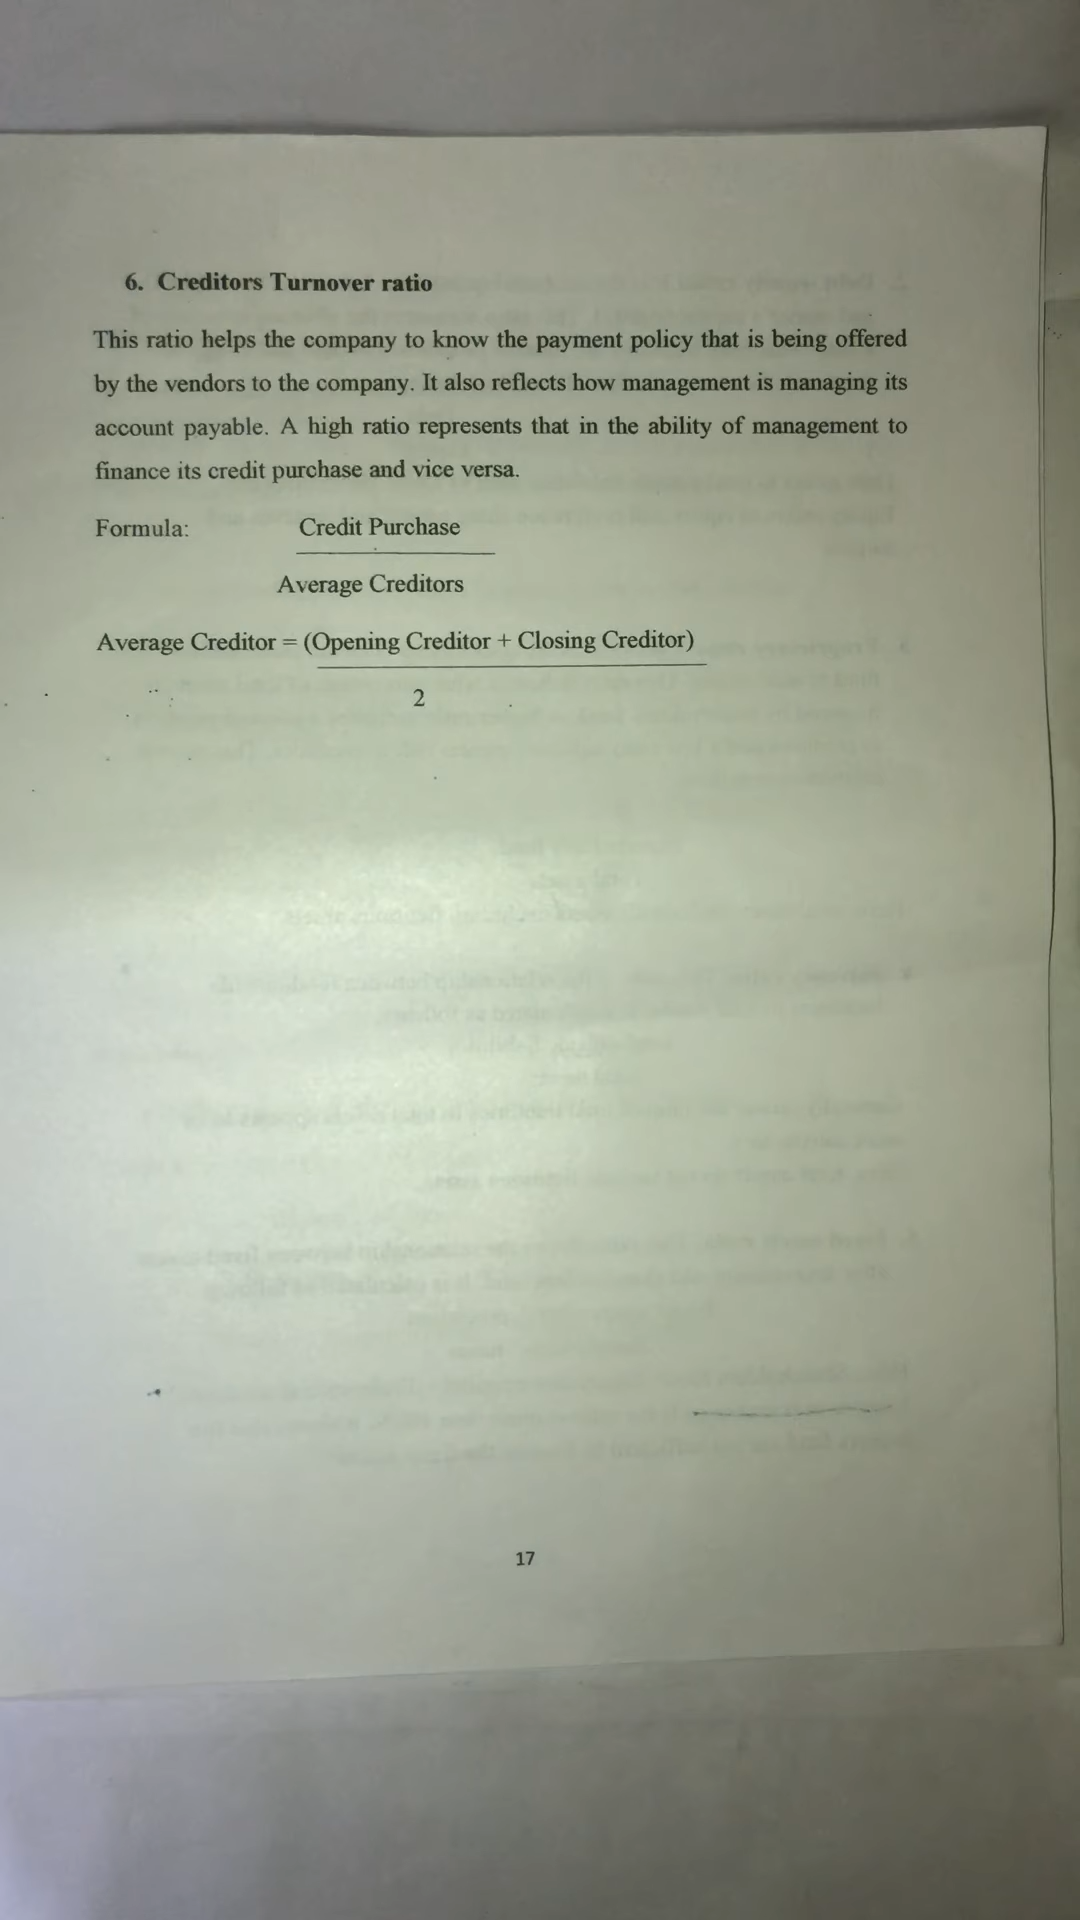 6. Creditors Turnover ratio
This ratio helps the company to know the payment policy that is being offered
by the vendors to the company. It also reflects how management is managing its
account payable. A high ratio represents that in the ability of management to
finance its credit purchase and vice versa.
Formula: Credit Purchase
Average Creditors
Average Creditor = (Opening Creditor + Closing Creditor)
2
17